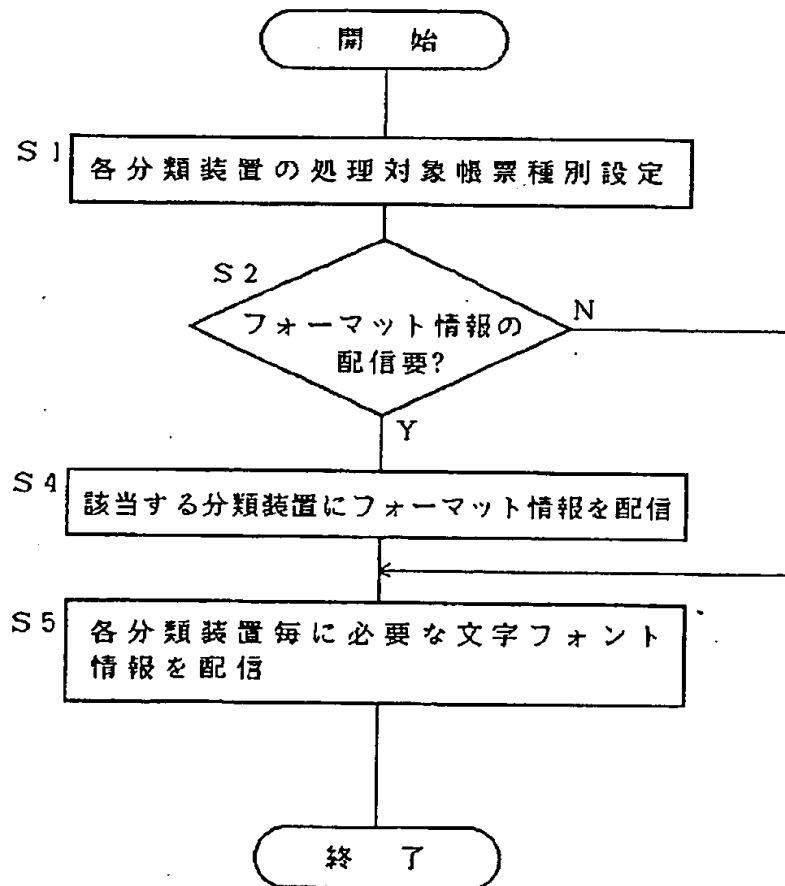 開 始
S1
各分類装置の処理対象帳票種別設定
S2
フォーマット情報の
配信要?
N
Y
S4
該当する分類装置にフォーマット情報を配信
S5
各分類装置毎に必要な文字フォント
情報を配信
終 了